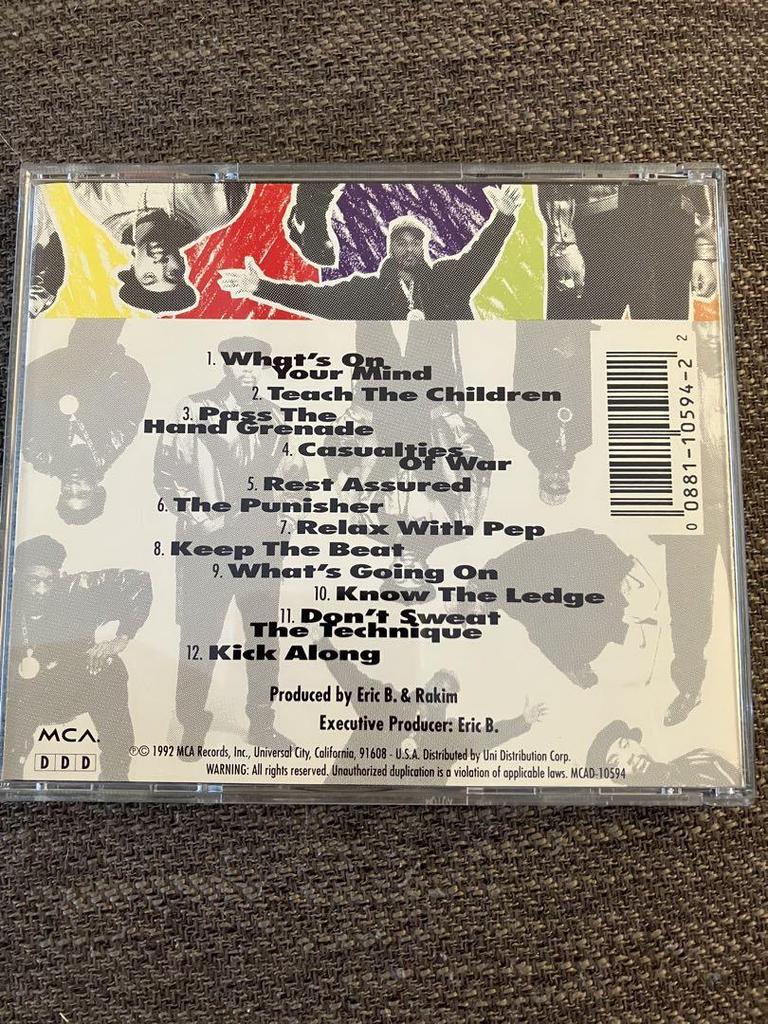 1. What's On
Your Mind
2. Teach The Children
3. Pass The
Hand Grenade
4. Casualties
Of War
5. Rest Assured
6. The Punisher
7. Relax With Pep
8. Keep The Beat
9. What's Going On
10. Know The Ledge
11. Don't Sweat
The Technique
12. Kick Along
Produced by Eric B. & Rakim
Executive Producer: Eric B.
0 0881-10594-2 2
MCA.
D D D
℗© 1992 MCA Records, Inc., Universal City, California, 91608 - U.S.A. Distributed by Uni Distribution Corp.
WARNING: All rights reserved. Unauthorized duplication is a violation of applicable laws. MCAD-10594